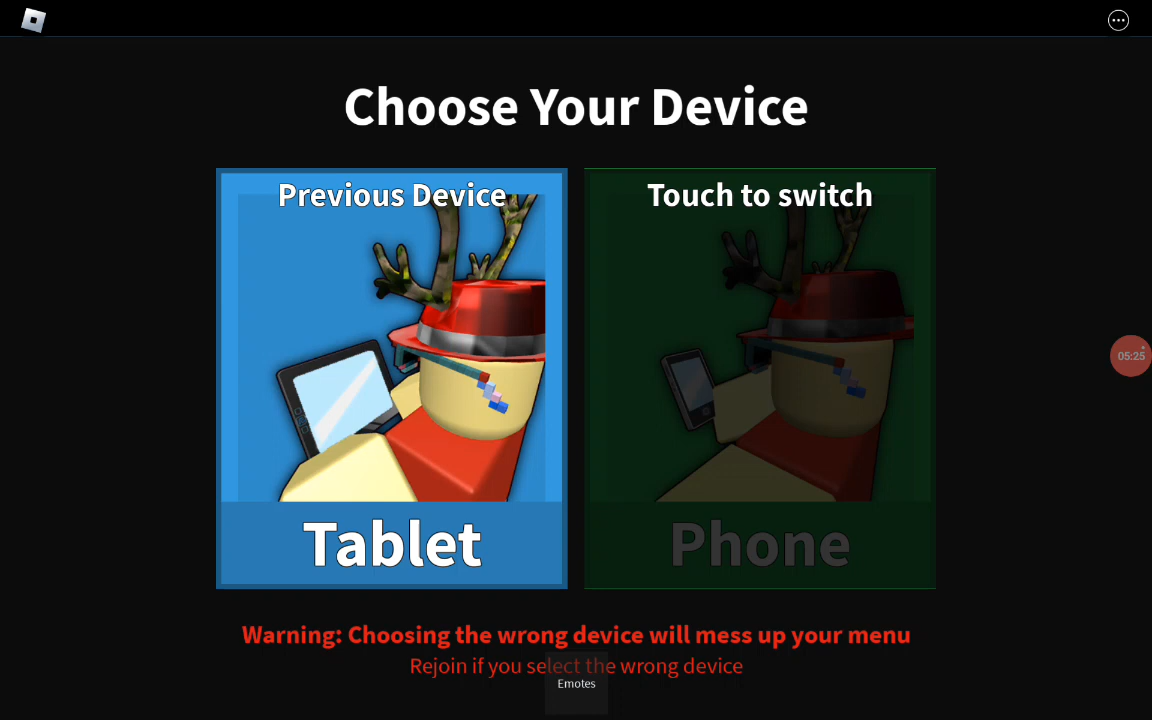 Choose Your Device
Previous Device
Touch to switch
Tablet
Phone
05:25
Warning: Choosing the wrong device will mess up your menu
Rejoin if you select the wrong device
Emotes